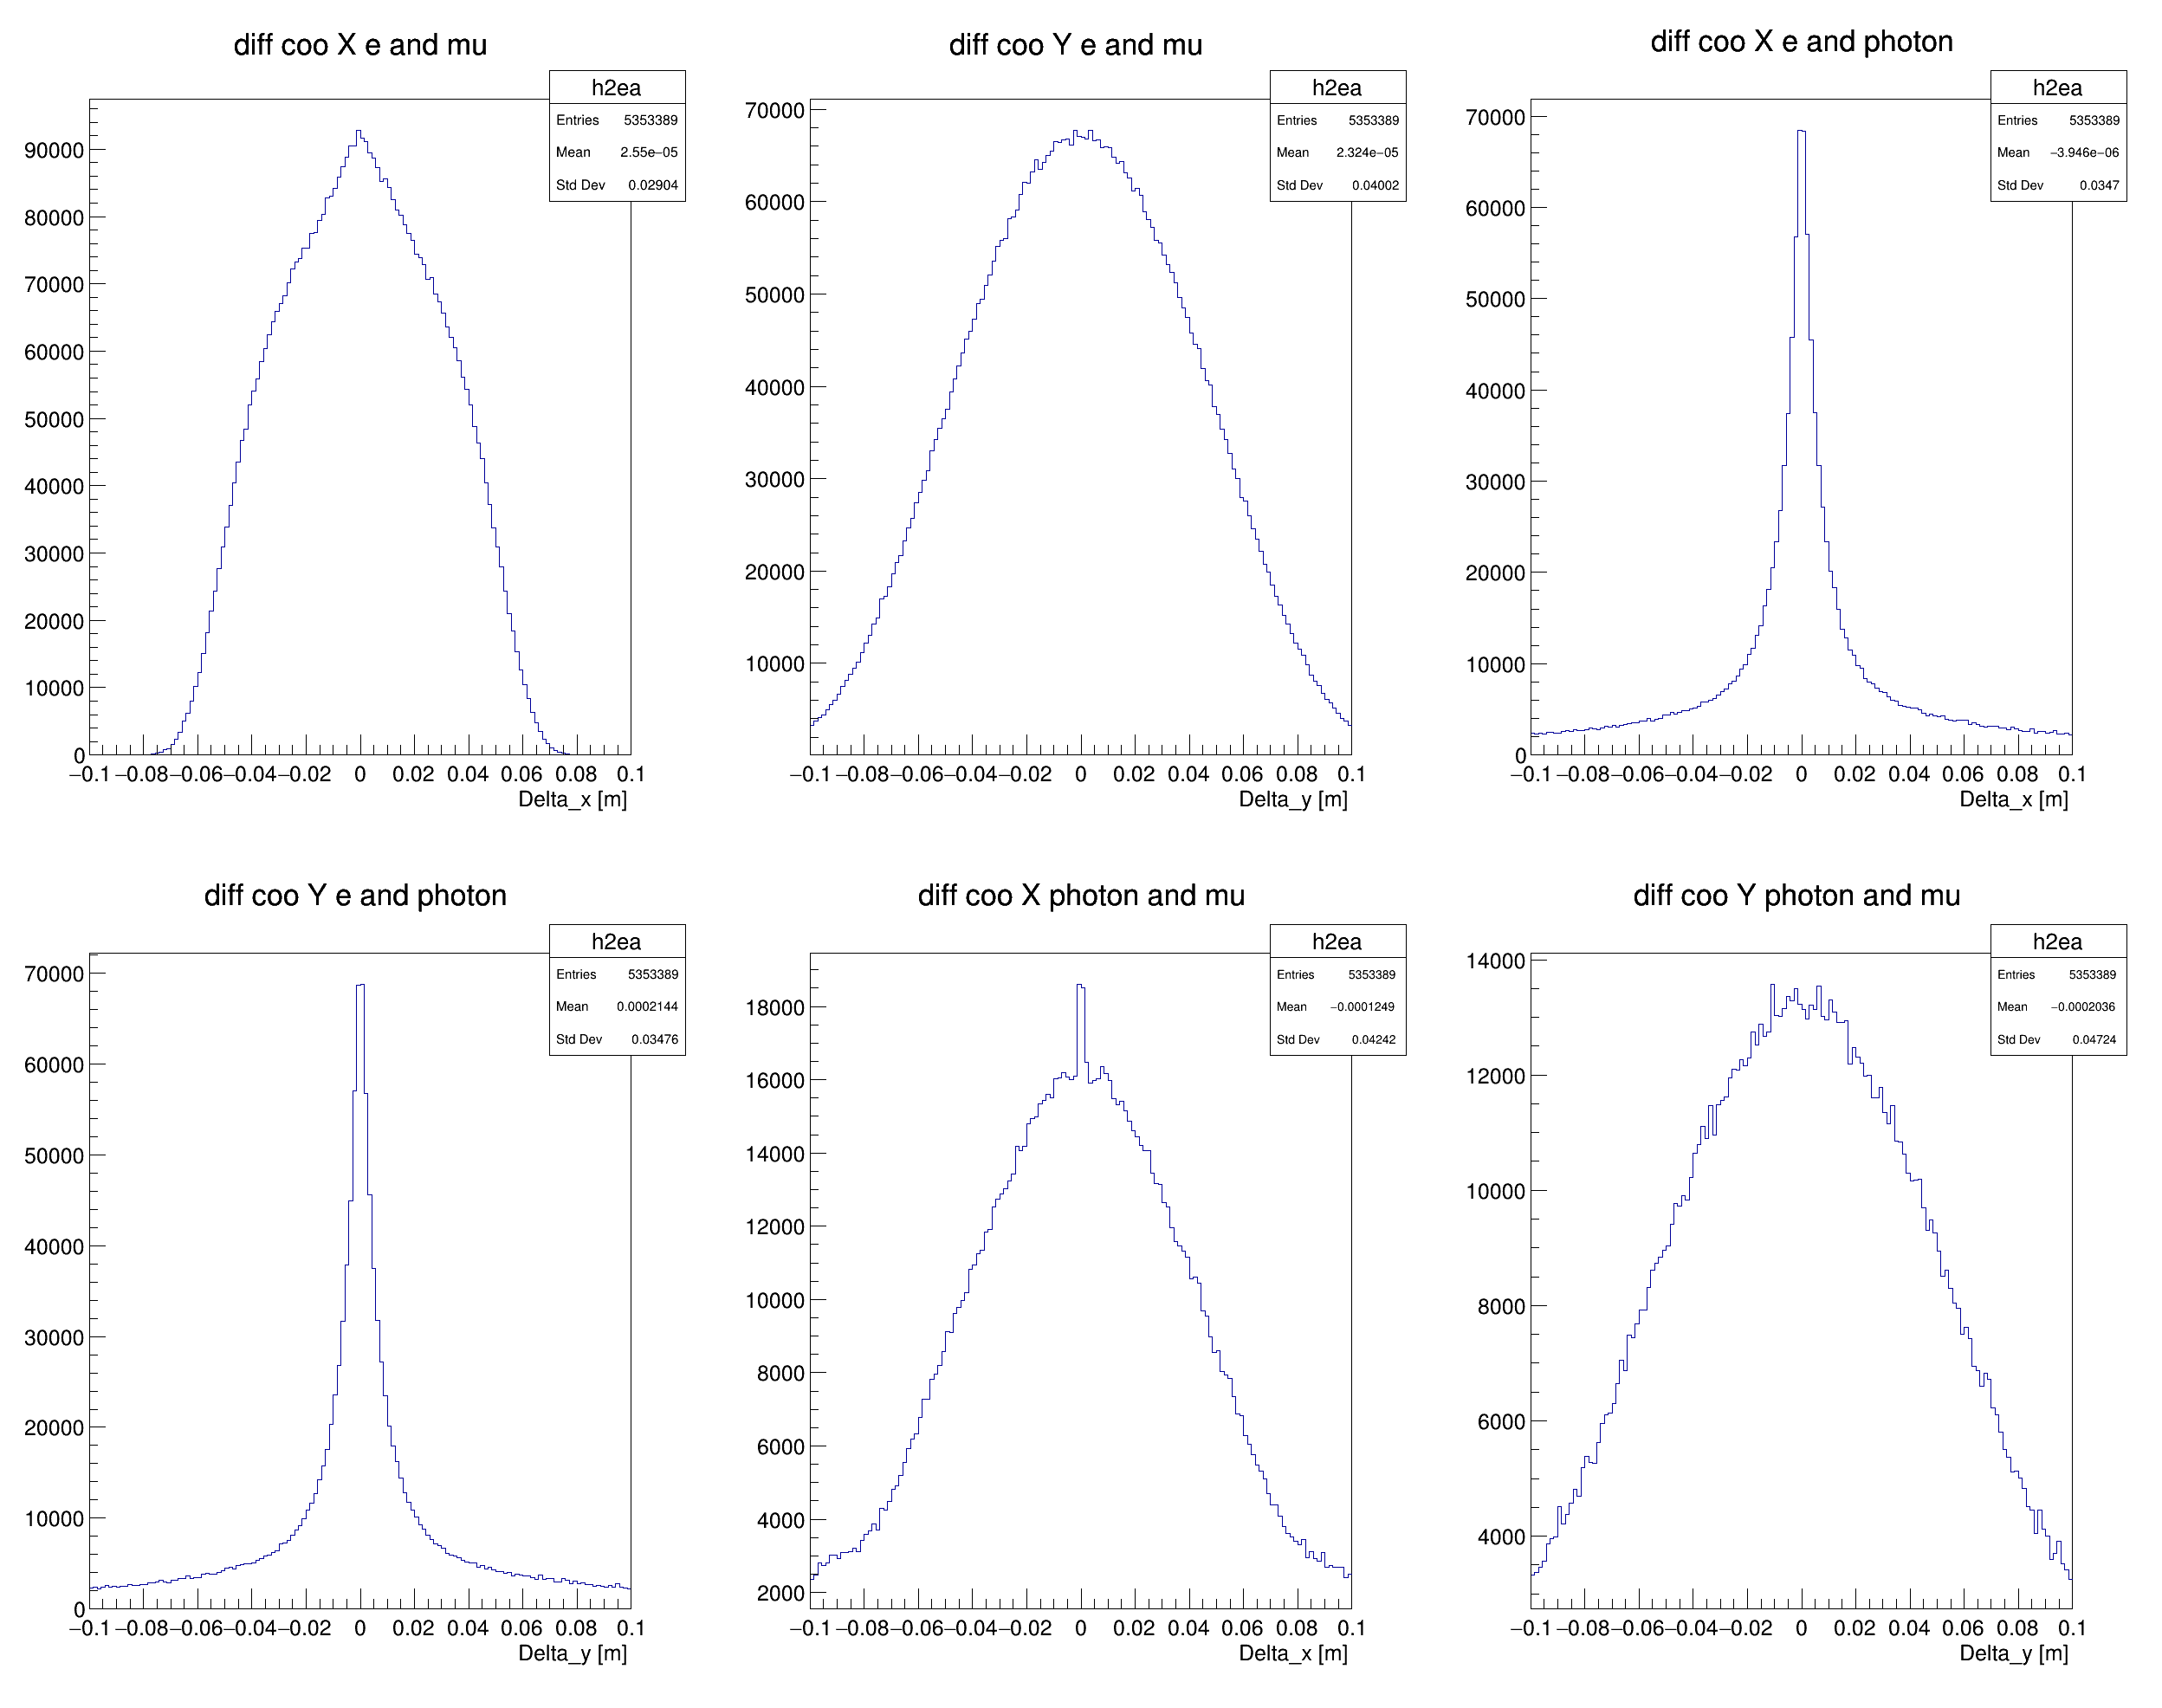 diff coo X e and mu
h2ea
Entries 5353389
Mean 2.55e−05
Std Dev 0.02904
90000
80000
70000
60000
50000
40000
30000
20000
10000
0
−0.1 −0.08 −0.06 −0.04 −0.02 0 0.02 0.04 0.06 0.08 0.1
Delta_x [m]
diff coo Y e and mu
h2ea
Entries 5353389
Mean 2.324e−05
Std Dev 0.04002
70000
60000
50000
40000
30000
20000
10000
−0.1 −0.08 −0.06 −0.04 −0.02 0 0.02 0.04 0.06 0.08 0.1
Delta_y [m]
diff coo X e and photon
h2ea
Entries 5353389
Mean −3.946e−06
Std Dev 0.0347
70000
60000
50000
40000
30000
20000
10000
0
−0.1 −0.08 −0.06 −0.04 −0.02 0 0.02 0.04 0.06 0.08 0.1
Delta_x [m]
diff coo Y e and photon
h2ea
Entries 5353389
Mean 0.0002144
Std Dev 0.03476
70000
60000
50000
40000
30000
20000
10000
0
−0.1 −0.08 −0.06 −0.04 −0.02 0 0.02 0.04 0.06 0.08 0.1
Delta_y [m]
diff coo X photon and mu
h2ea
Entries 5353389
Mean −0.0001249
Std Dev 0.04242
18000
16000
14000
12000
10000
8000
6000
4000
2000
−0.1 −0.08 −0.06 −0.04 −0.02 0 0.02 0.04 0.06 0.08 0.1
Delta_x [m]
diff coo Y photon and mu
h2ea
Entries 5353389
Mean −0.0002036
Std Dev 0.04724
14000
12000
10000
8000
6000
4000
−0.1 −0.08 −0.06 −0.04 −0.02 0 0.02 0.04 0.06 0.08 0.1
Delta_y [m]